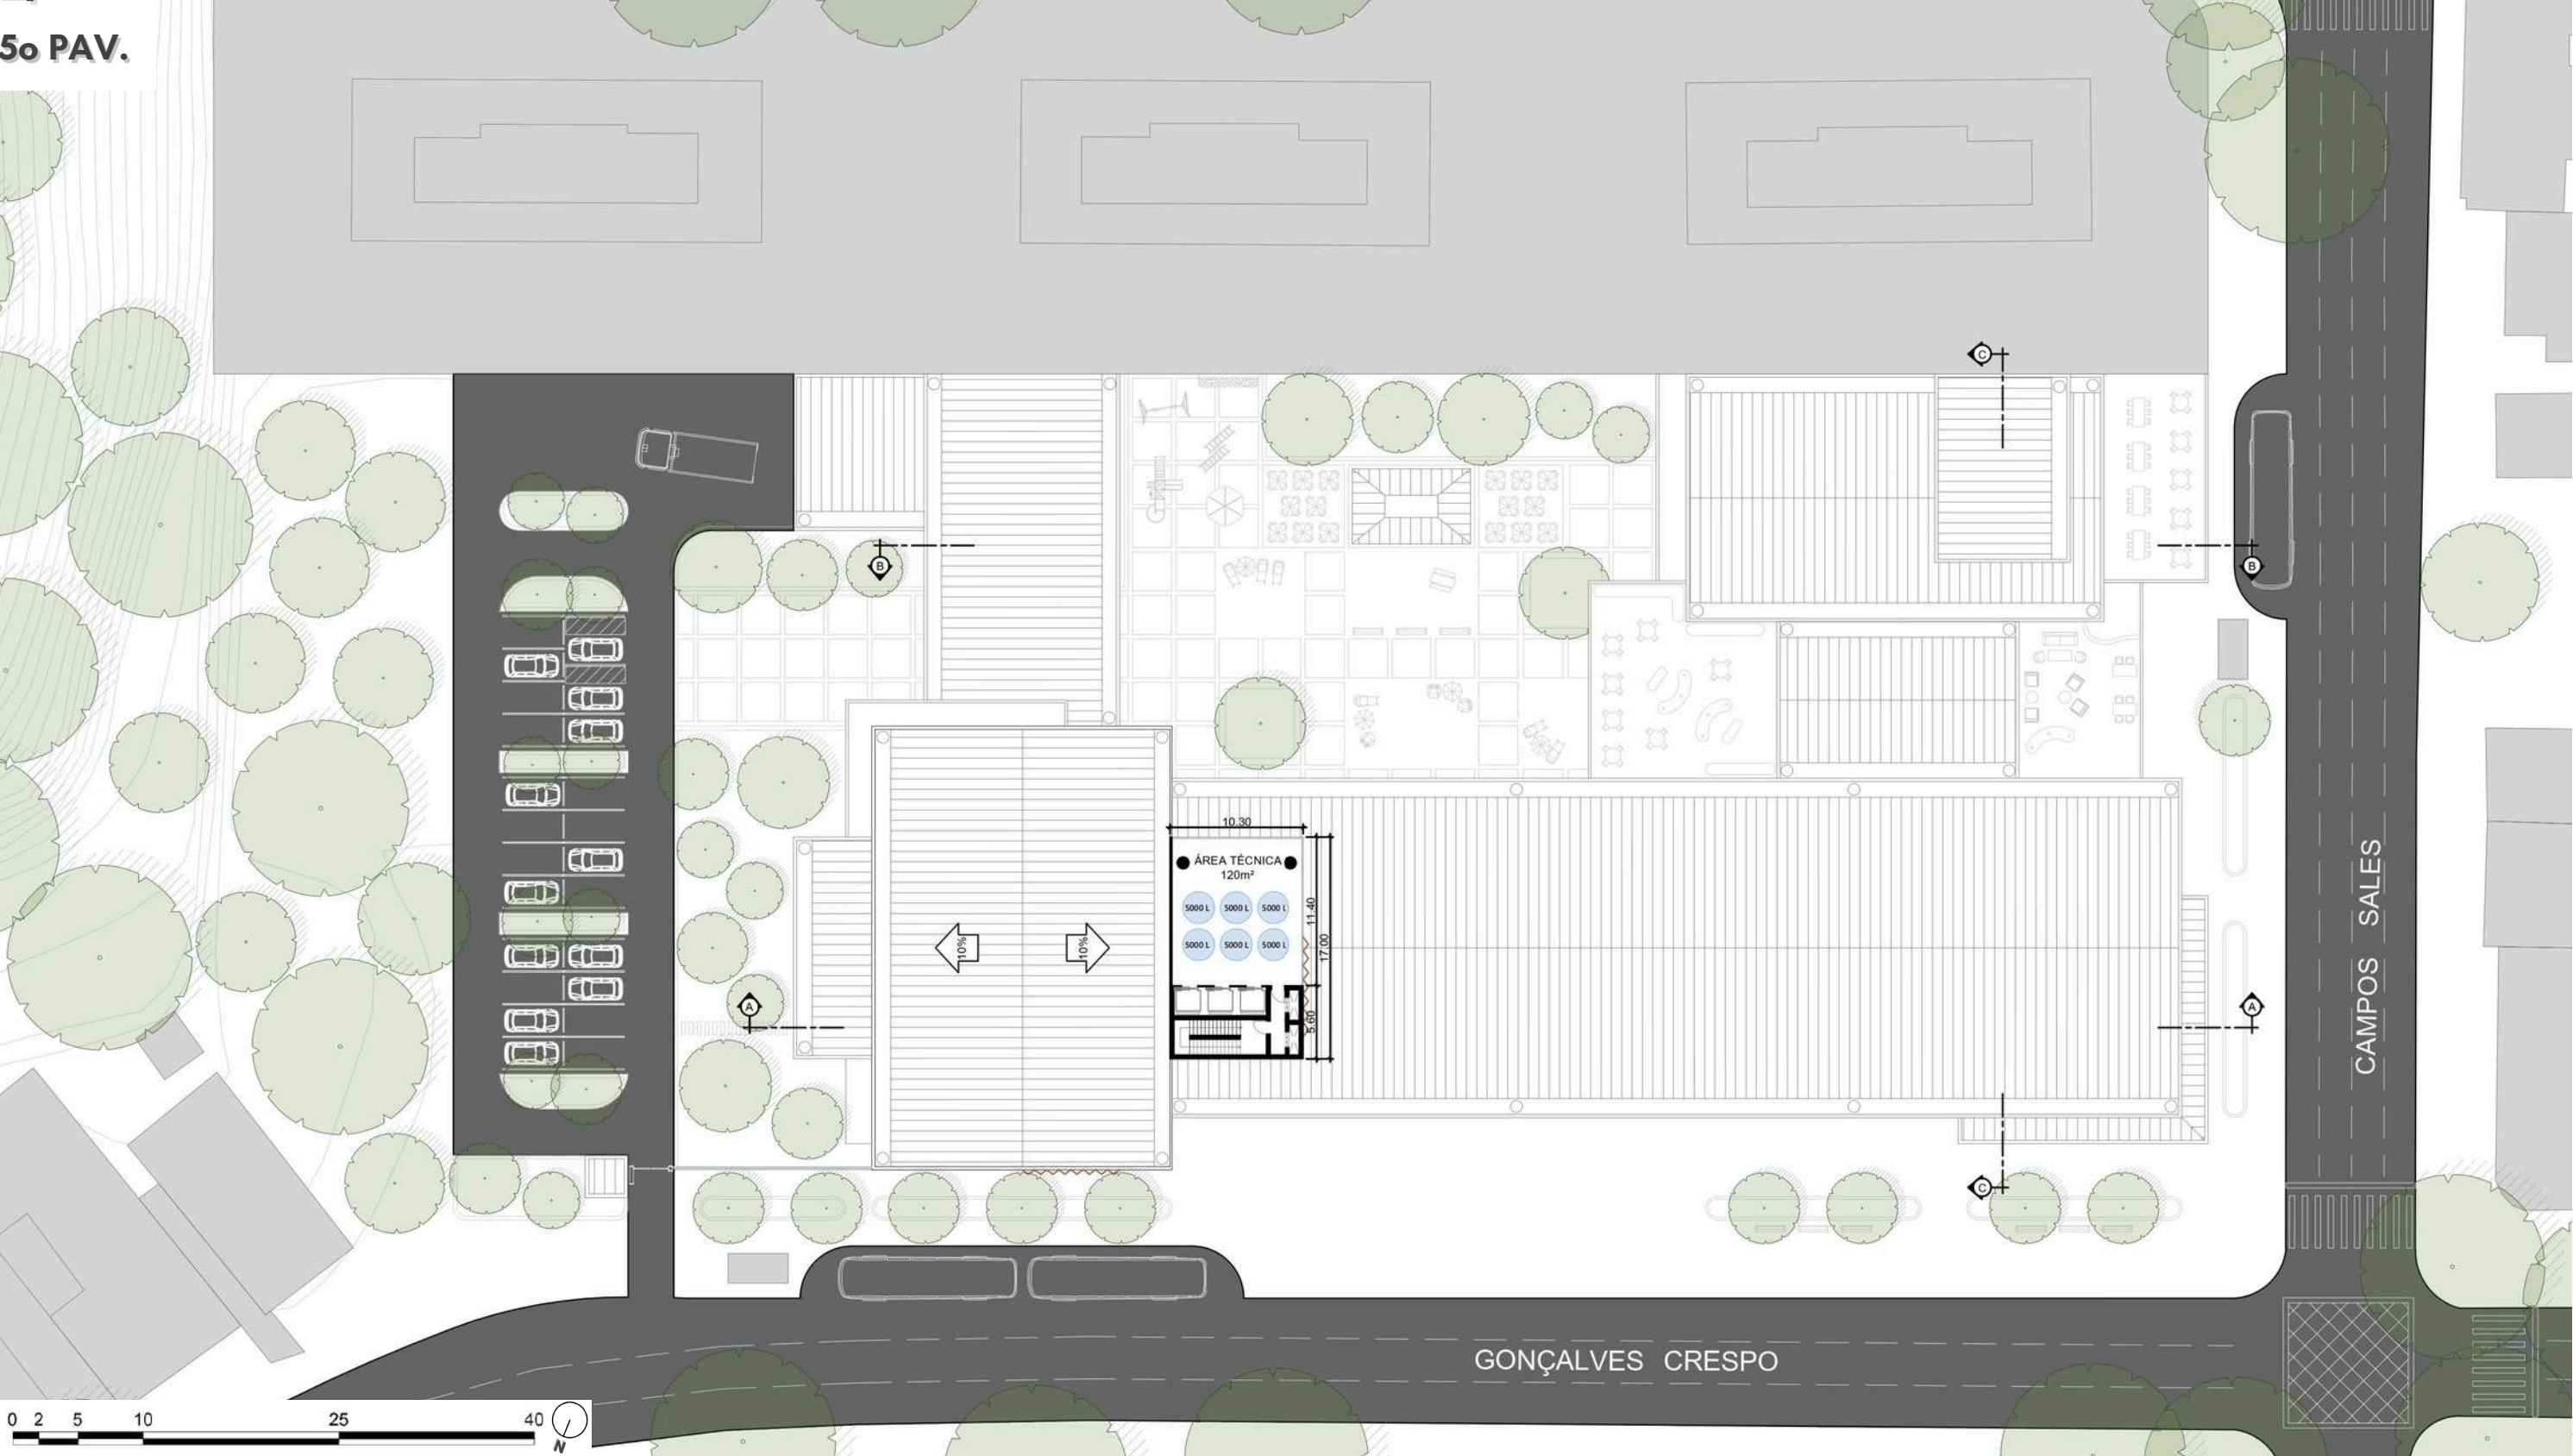 5o PAV.
C
B
B
10.30
ÁREA TÉCNICA
120m²
5000 L 5000 L 5000 L
5000 L 5000 L 5000 L
11.40
17.00
10%
10%
A
A
5.60
CAMPOS SALES
C
GONÇALVES CRESPO
0 2 5 10 25 40
N